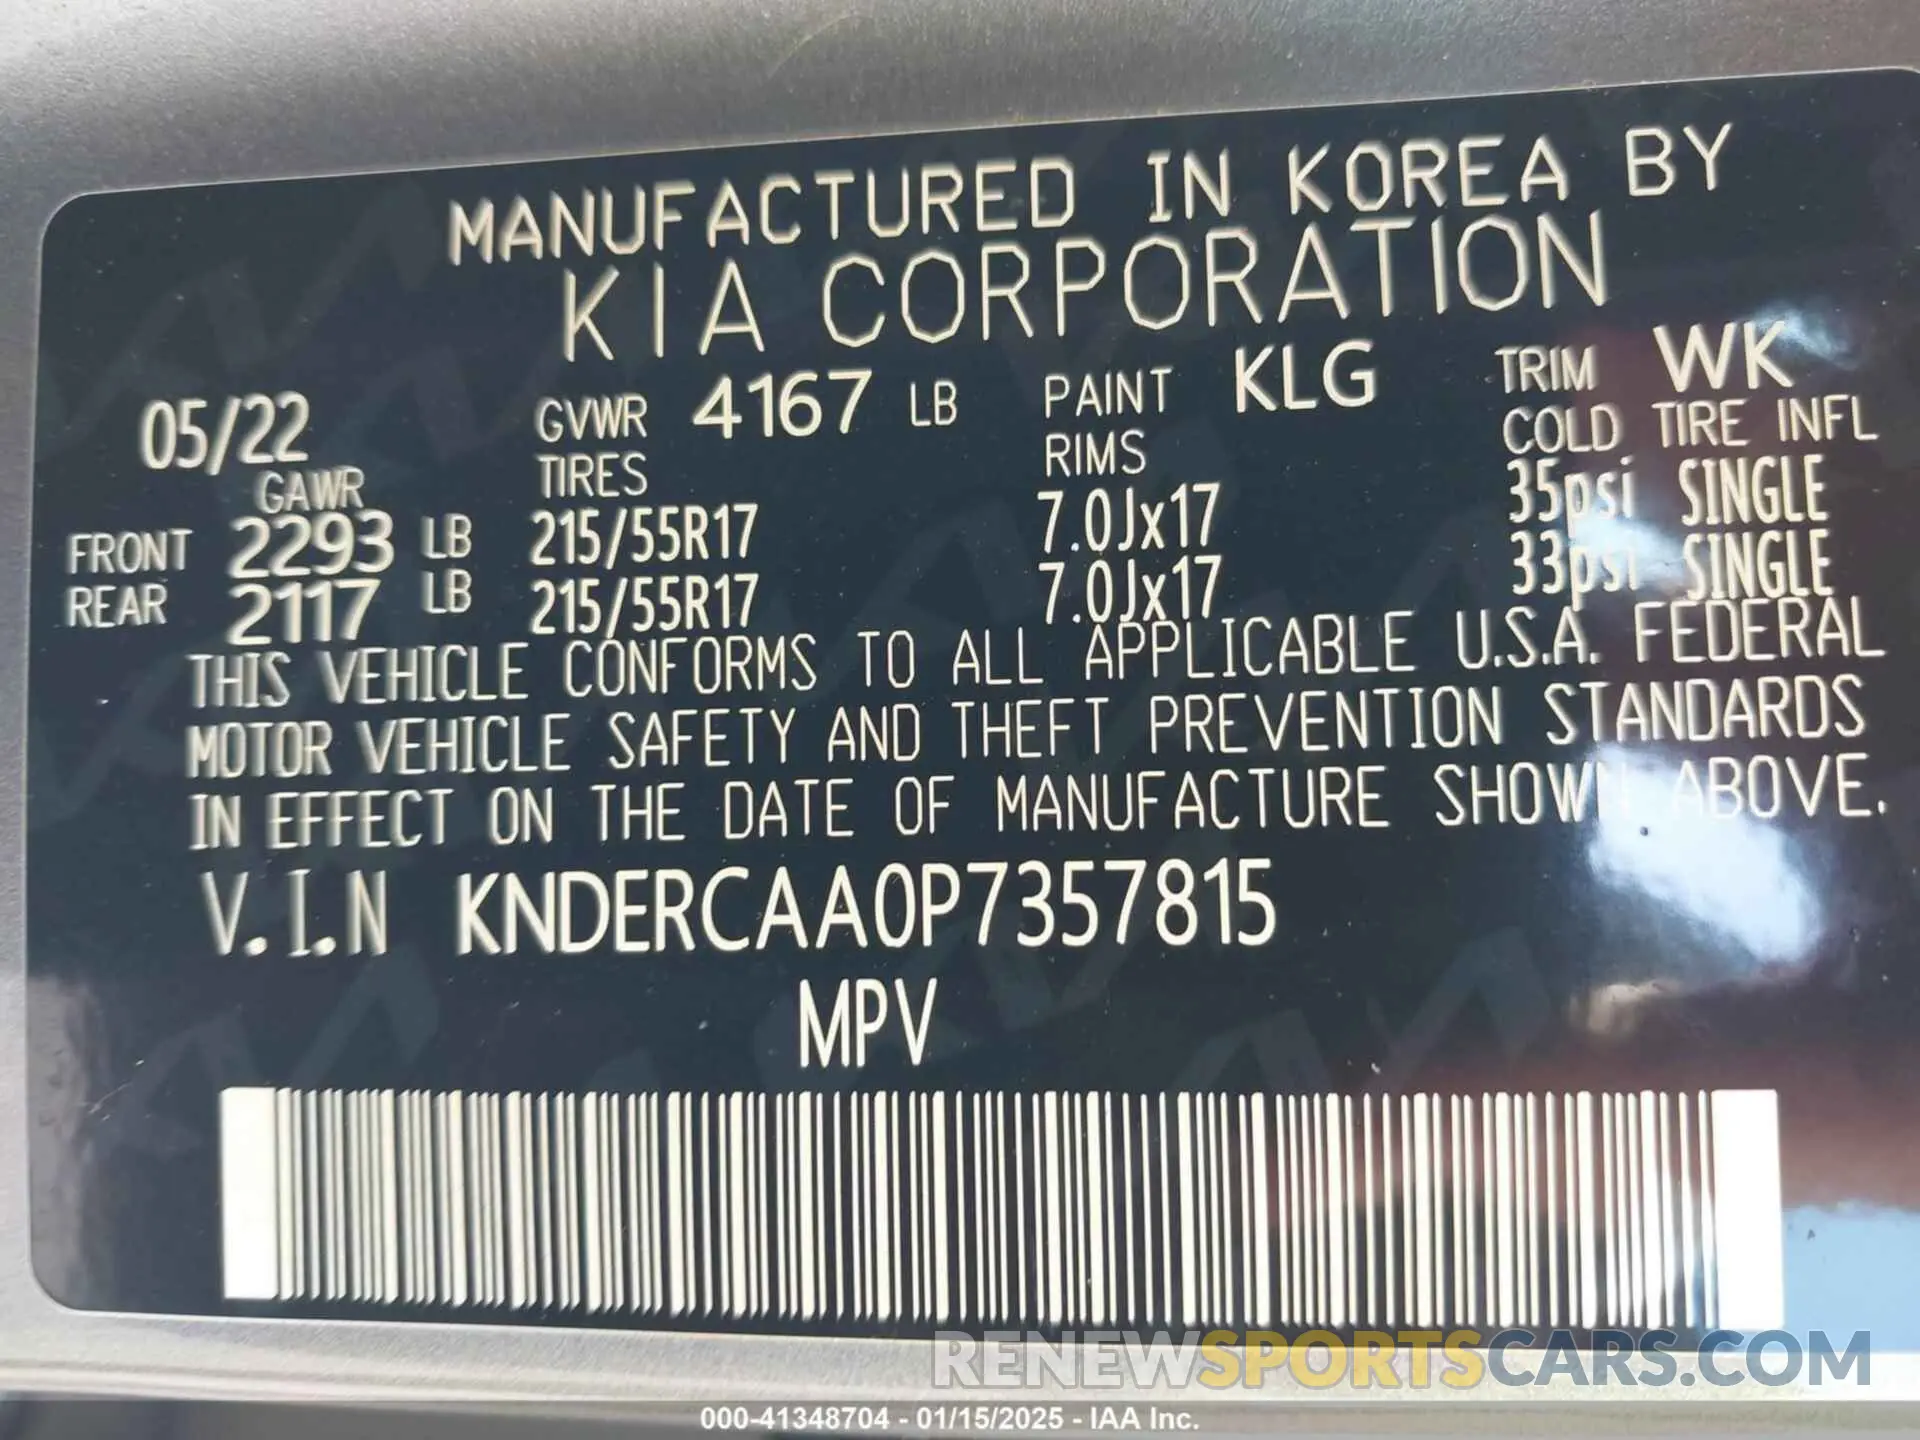 MANUFACTURED IN KOREA BY
KIA CORPORATION
05/22 GVWR 4167 LB PAINT KLG TRIM WK
GAWR TIRES RIMS COLD TIRE INFL
FRONT 2293 LB 215/55R17 7.0Jx17 35psi SINGLE
REAR 2117 LB 215/55R17 7.0Jx17 33psi SINGLE
THIS VEHICLE CONFORMS TO ALL APPLICABLE U.S.A. FEDERAL
MOTOR VEHICLE SAFETY AND THEFT PREVENTION STANDARDS
IN EFFECT ON THE DATE OF MANUFACTURE SHOWN ABOVE.
V.I.N KNDERCAA0P7357815
MPV
RENEWSPORTSCARS.COM
000-41348704 - 01/15/2025 - IAA Inc.